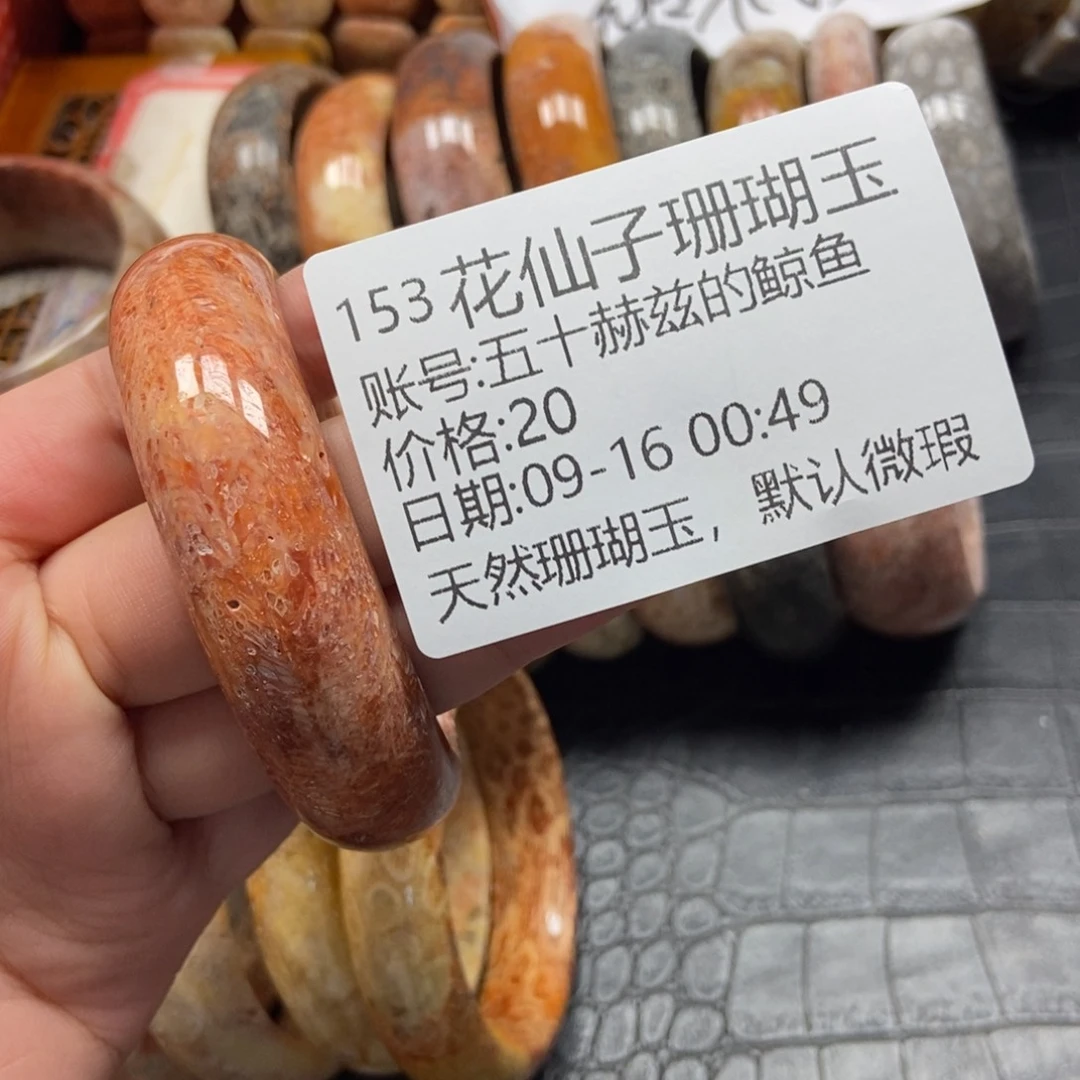 153 花仙子珊瑚玉
账号:五十赫兹的鲸鱼
价格:20
日期:09-16 00:49
天然珊瑚玉，默认微瑕